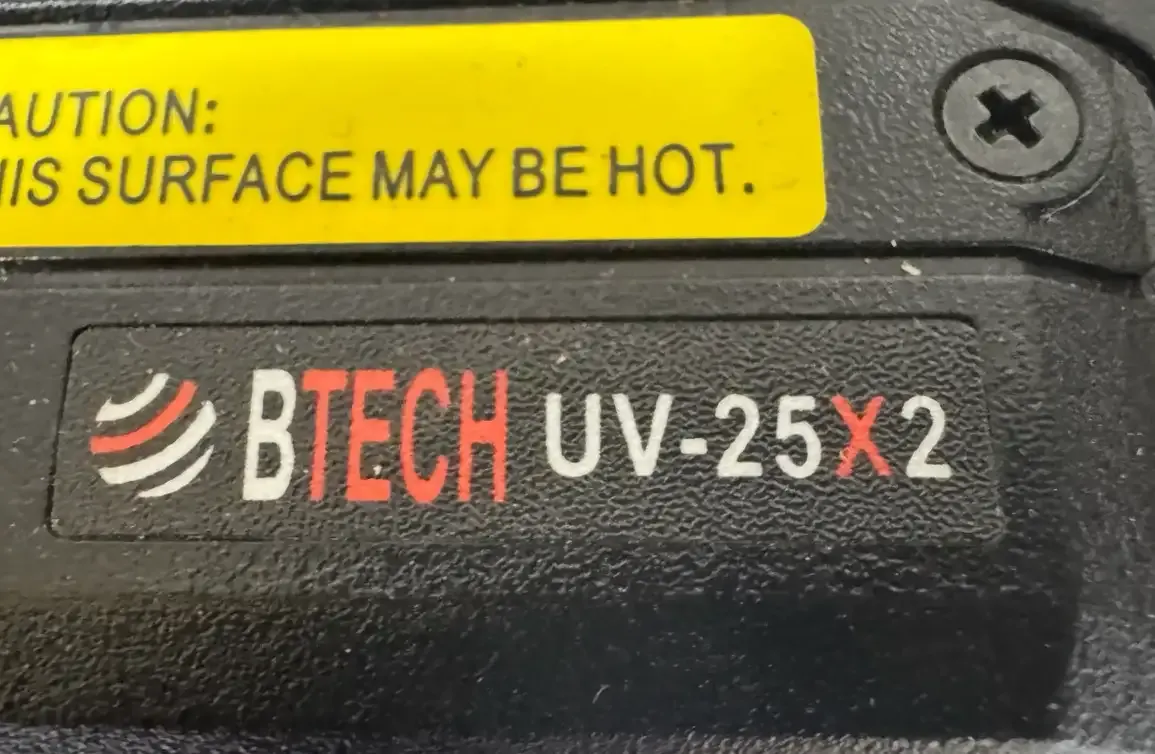 AUTION:
HIS SURFACE MAY BE HOT.
BTECH UV-25X2